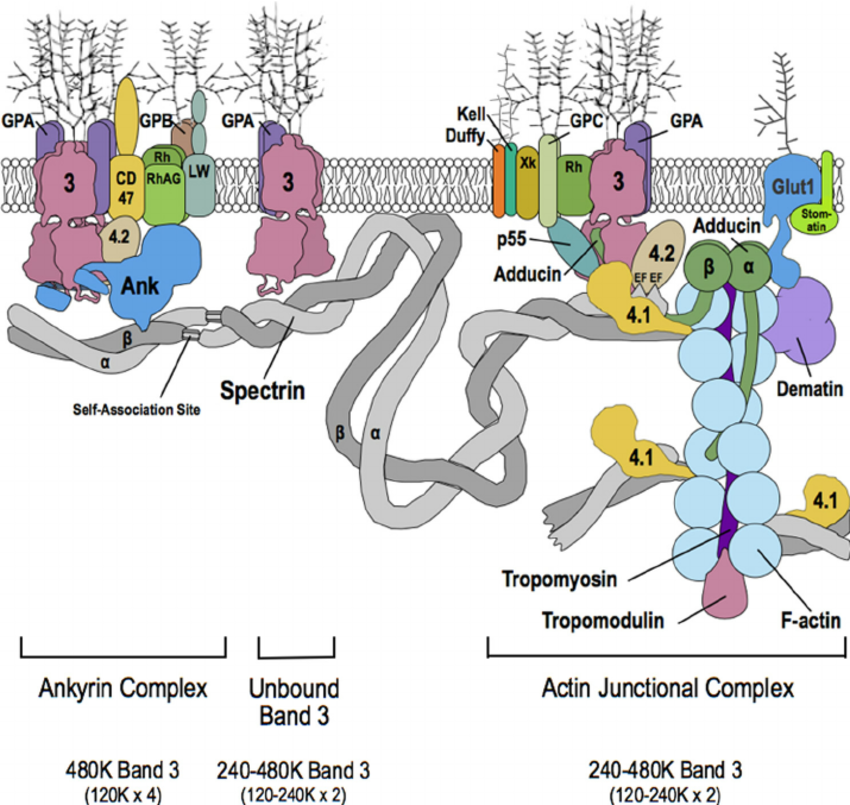 GPA
GPB
GPA
Kell
Duffy
GPC
GPA
3
CD
47
Rh
RhAG
LW
3
Xk
Rh
3
Glut1
Stom-
atin
4.2
Ank
p55
Adducin
4.2
EF EF
Adducin
β
α
4.1
β
α
Self-Association Site
Spectrin
β
α
Dematin
4.1
4.1
Tropomyosin
Tropomodulin
F-actin
Ankyrin Complex
Unbound
Band 3
Actin Junctional Complex
480K Band 3
(120K x 4)
240-480K Band 3
(120-240K x 2)
240-480K Band 3
(120-240K x 2)